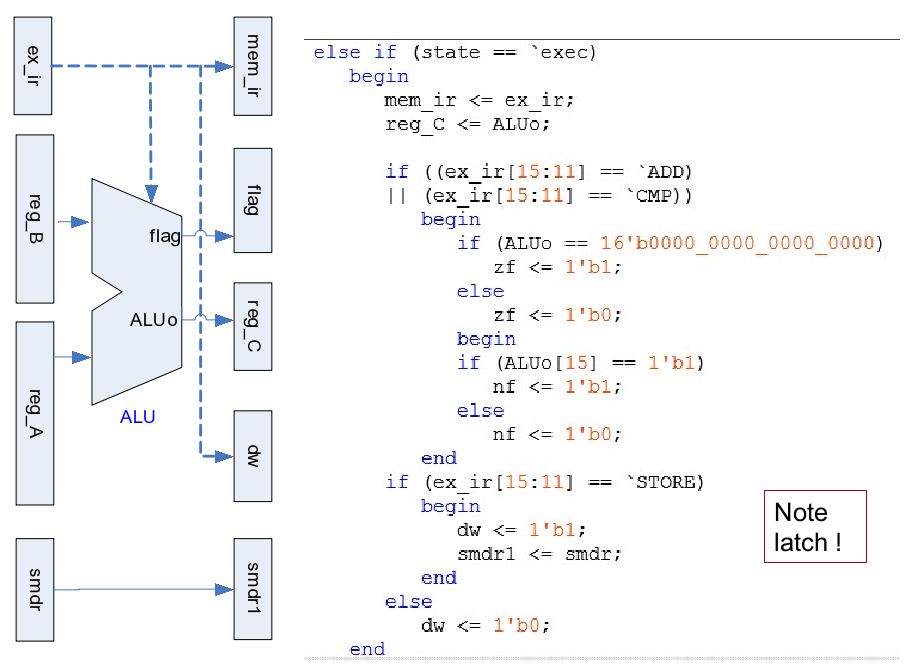 ex_ir
mem_ir
reg_B
flag
flag
ALUo
reg_C
reg_A
ALU
dw
smdr
smdr1
else if (state == `exec)
begin
mem_ir <= ex_ir;
reg_C <= ALUo;
if ((ex_ir[15:11] == `ADD)
|| (ex_ir[15:11] == `CMP))
begin
if (ALUo == 16'b0000_0000_0000_0000)
zf <= 1'b1;
else
zf <= 1'b0;
begin
if (ALUo[15] == 1'b1)
nf <= 1'b1;
else
nf <= 1'b0;
end
if (ex_ir[15:11] == `STORE)
begin
dw <= 1'b1;
smdr1 <= smdr;
end
else
dw <= 1'b0;
end
Note
latch !